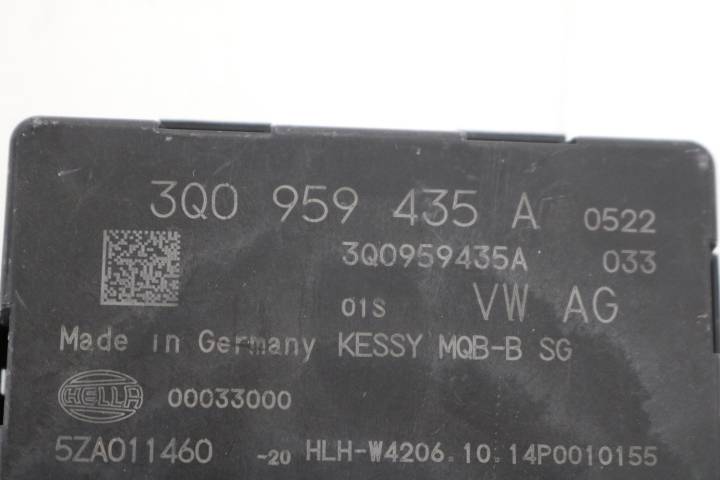 3Q0 959 435 A 0522
3Q0959435A 033
01S VW AG
Made in Germany KESSY MQB-B SG
HELLA 00033000
5ZA011460 -20 HLH-W4206.10.14P0010155